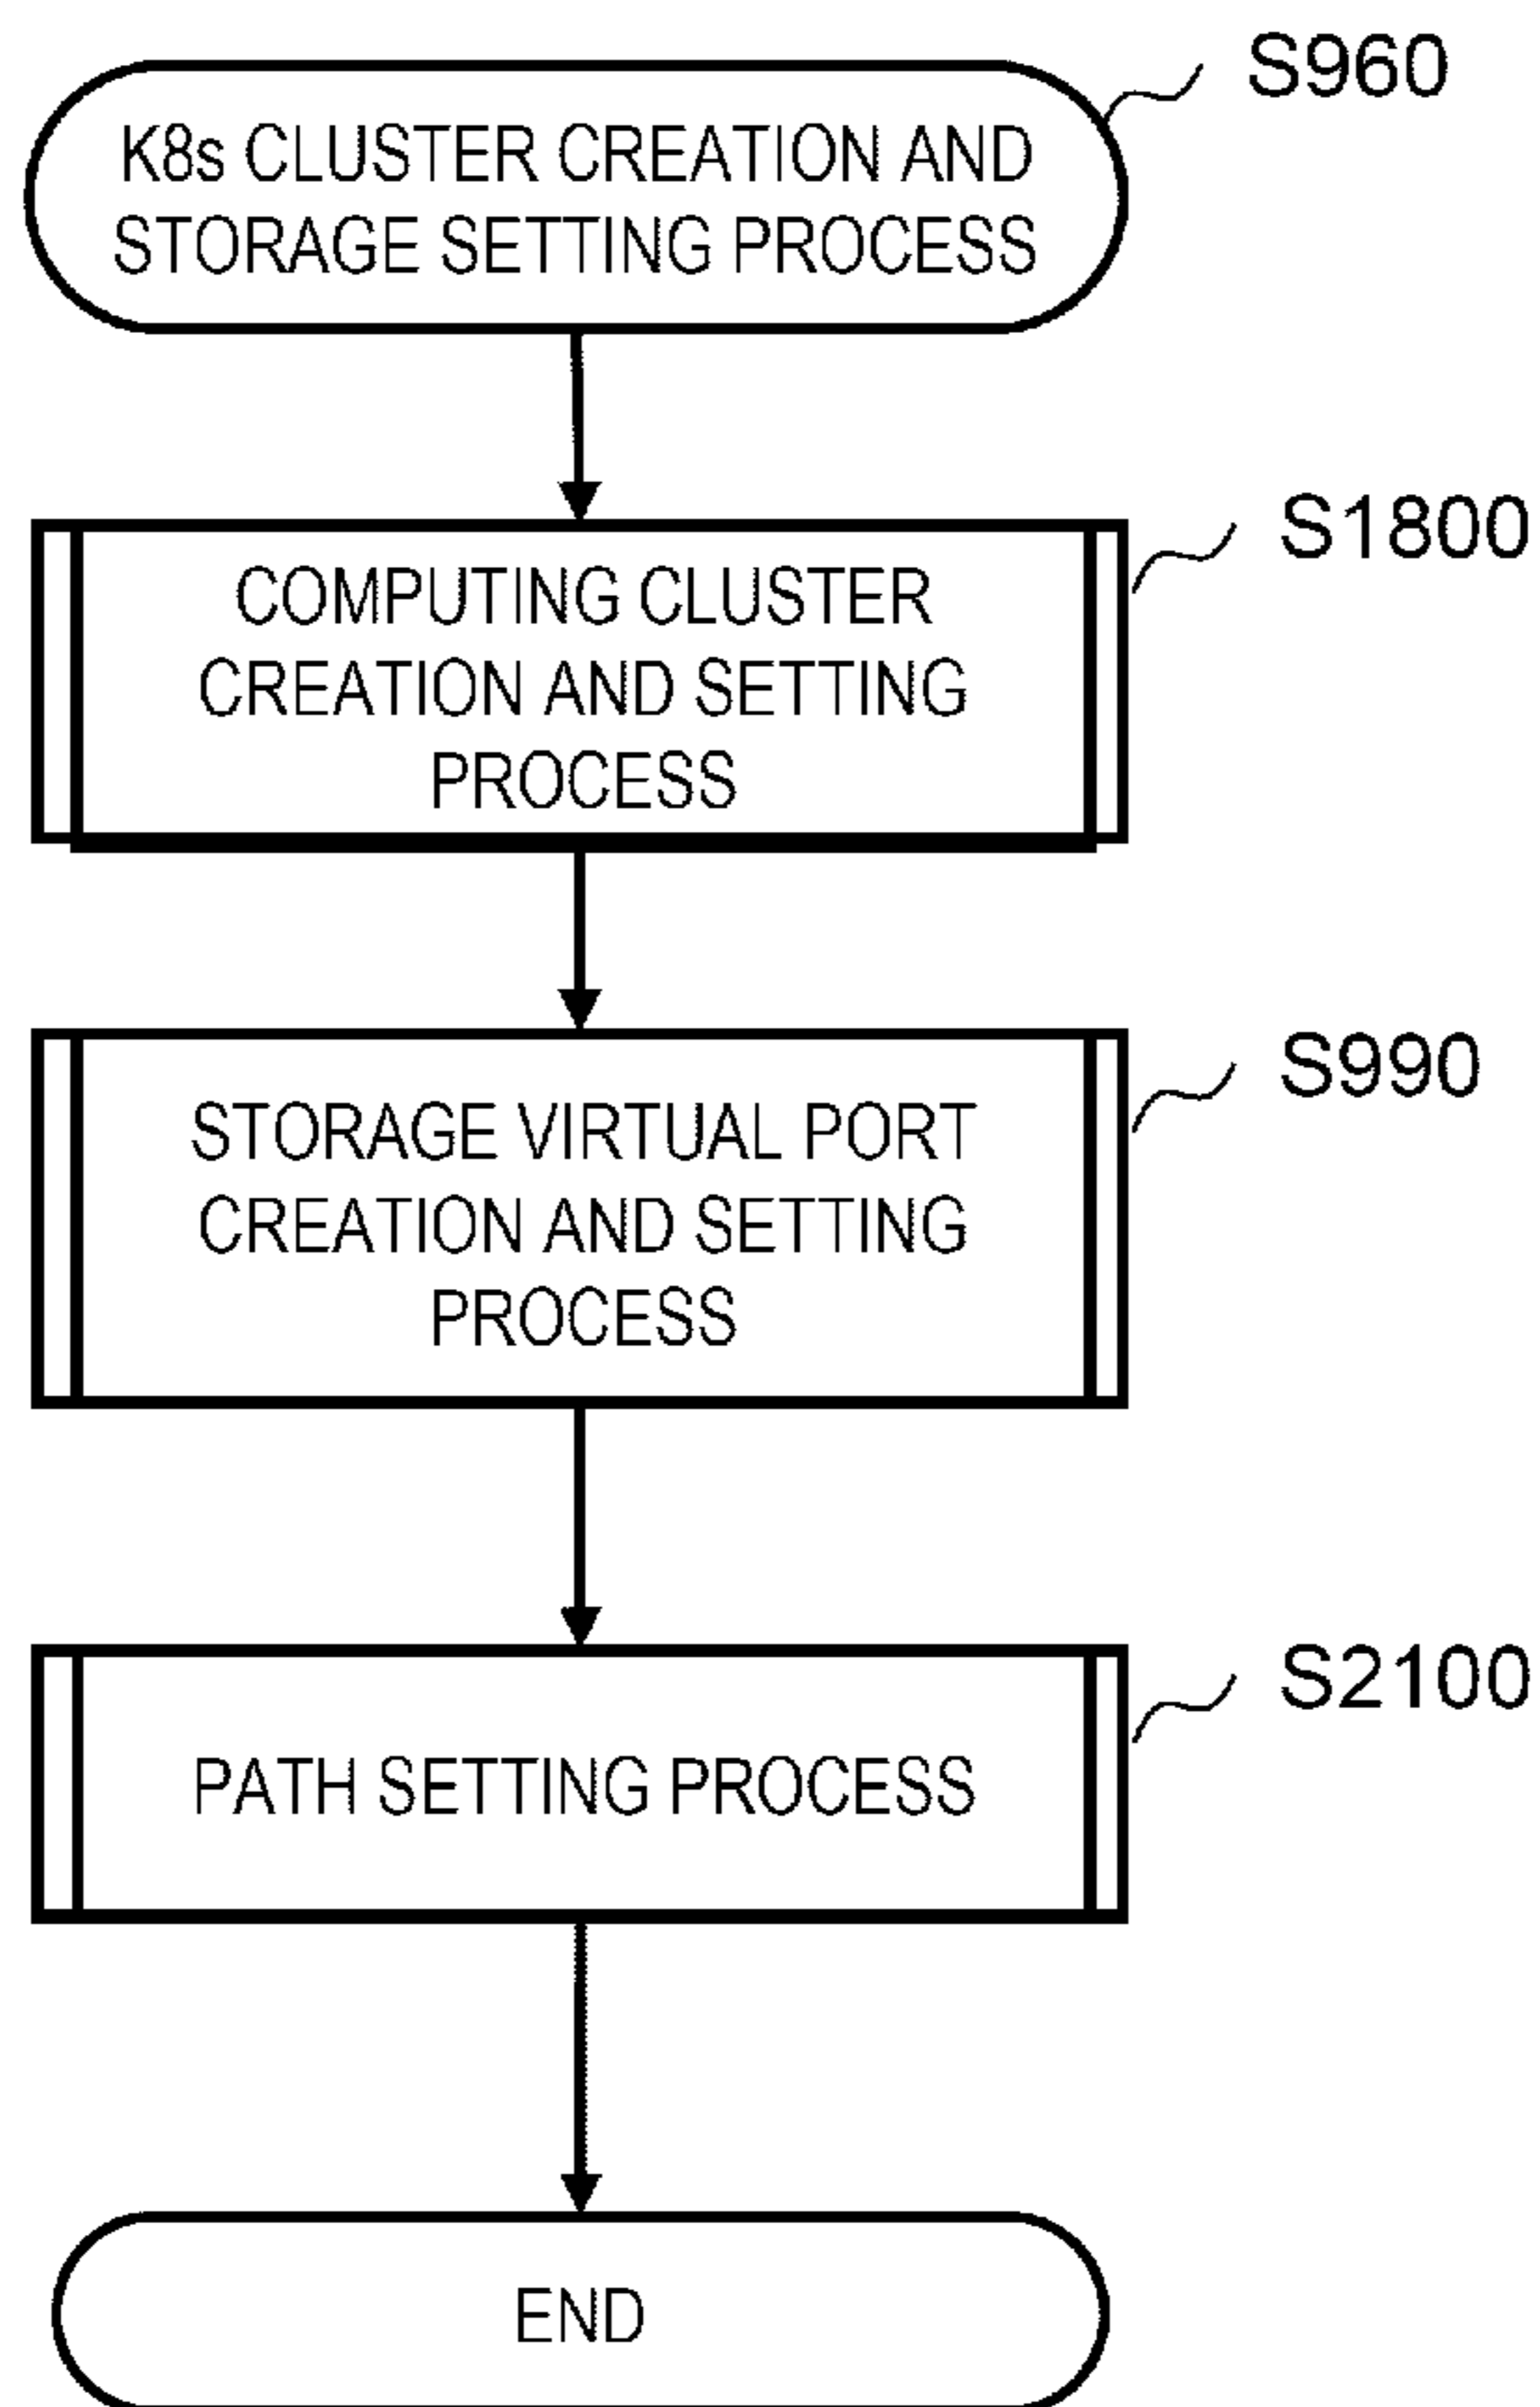 S960
K8s CLUSTER CREATION AND
STORAGE SETTING PROCESS
S1800
COMPUTING CLUSTER
CREATION AND SETTING
PROCESS
S990
STORAGE VIRTUAL PORT
CREATION AND SETTING
PROCESS
S2100
PATH SETTING PROCESS
END